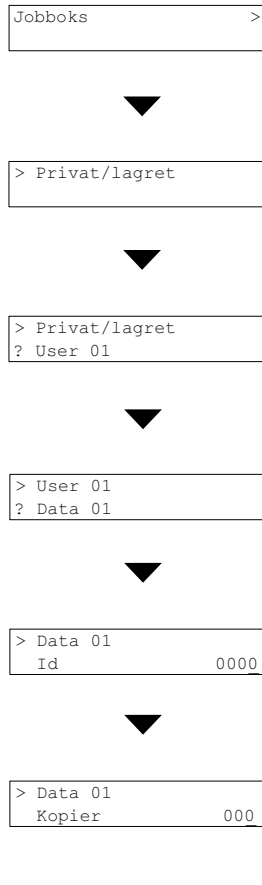 Jobboks >
> Privat/lagret
> Privat/lagret
? User 01
> User 01
? Data 01
> Data 01
Id 0000
> Data 01
Kopier 000